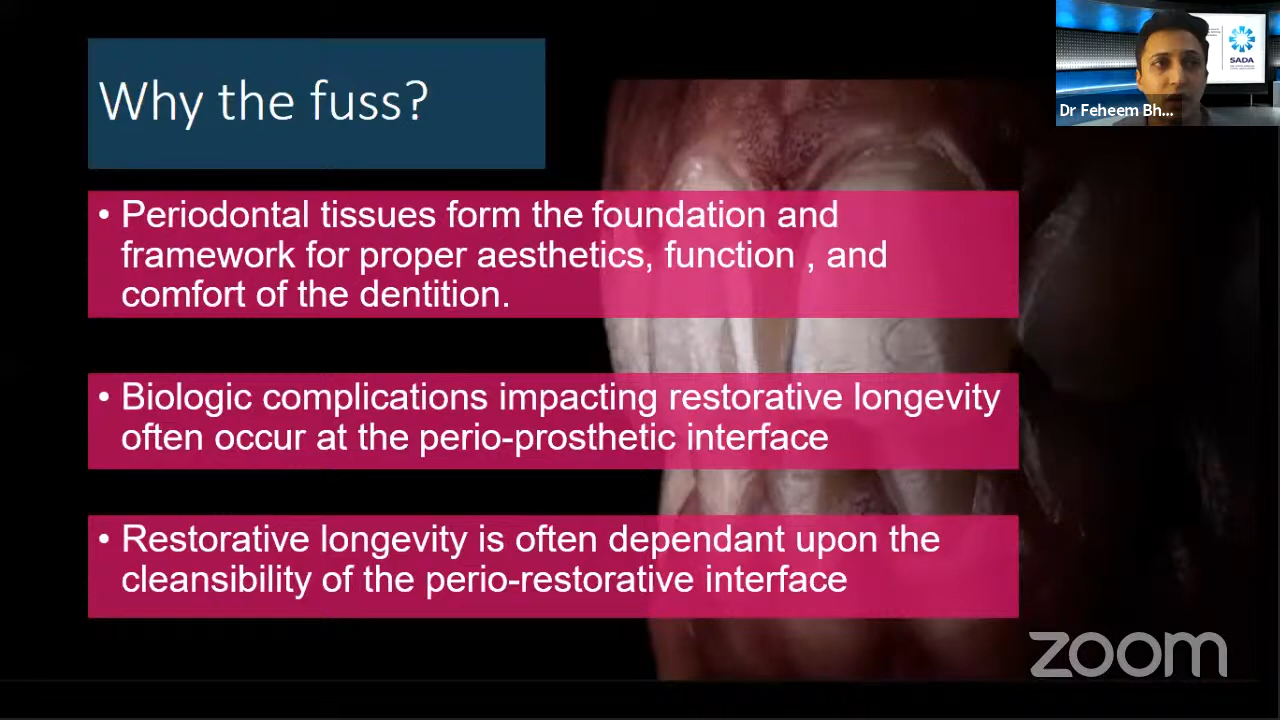 Why the fuss?
SADA
Dr Feheem Bh...
• Periodontal tissues form the foundation and
framework for proper aesthetics, function , and
comfort of the dentition.
• Biologic complications impacting restorative longevity
often occur at the perio-prosthetic interface
• Restorative longevity is often dependant upon the
cleansibility of the perio-restorative interface
zoom